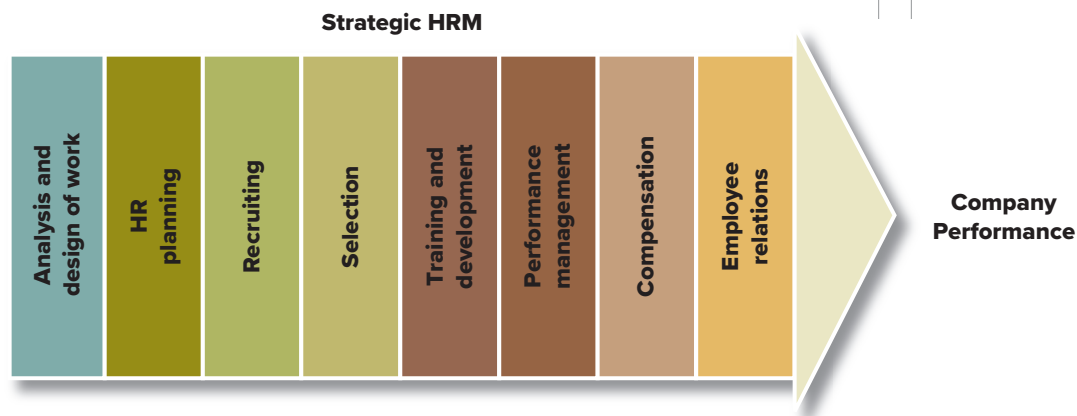 Strategic HRM
Analysis and
design of work
HR
planning
Recruiting
Selection
Training and
development
Performance
management
Compensation
Employee
relations
Company
Performance